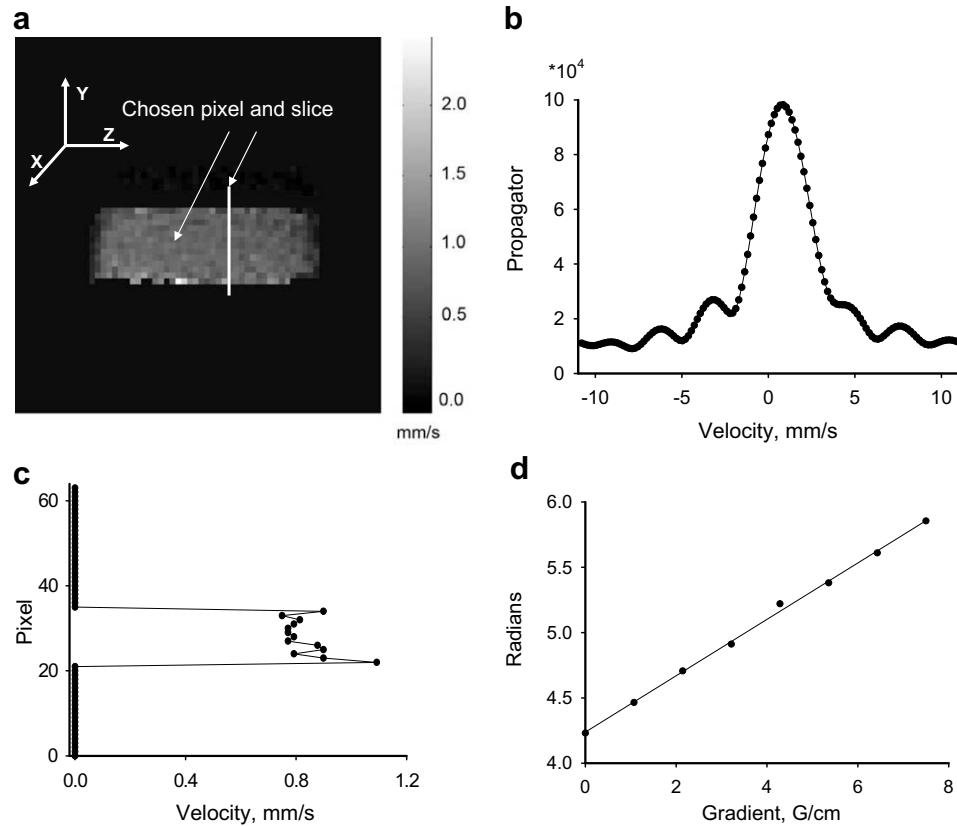 a
Y
Z
X
Chosen pixel and slice
2.0
1.5
1.0
0.5
0.0
mm/s
b
*10⁴
10
8
6
4
2
0
Propagator
-10 -5 0 5 10
Velocity, mm/s
c
60
40
20
0
Pixel
0.0 0.4 0.8 1.2
Velocity, mm/s
d
6.0
5.5
5.0
4.5
4.0
Radians
0 2 4 6 8
Gradient, G/cm